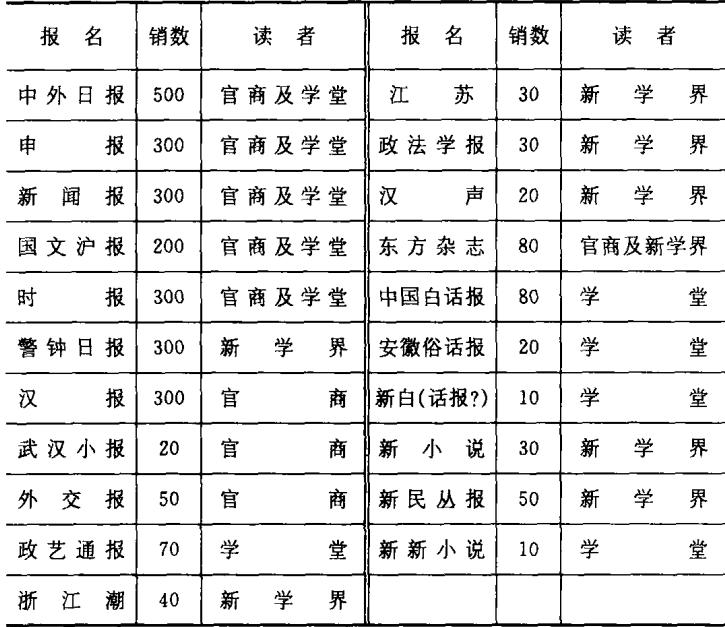 报名 销数 读者 报名 销数 读者
中外日报 500 官商及学堂 江苏 30 新学界
申报 300 官商及学堂 政法学报 30 新学界
新闻报 300 官商及学堂 汉声 20 新学界
国文沪报 200 官商及学堂 东方杂志 80 官商及新学界
时报 300 官商及学堂 中国白话报 80 学堂
警钟日报 300 新学界 安徽俗话报 20 学堂
汉报 300 官商 新白(话报?) 10 学堂
武汉小报 20 官商 新小说 30 新学界
外交报 50 官商 新民丛报 50 新学界
政艺通报 70 学堂 新新小说 10 学堂
浙江潮 40 新学界